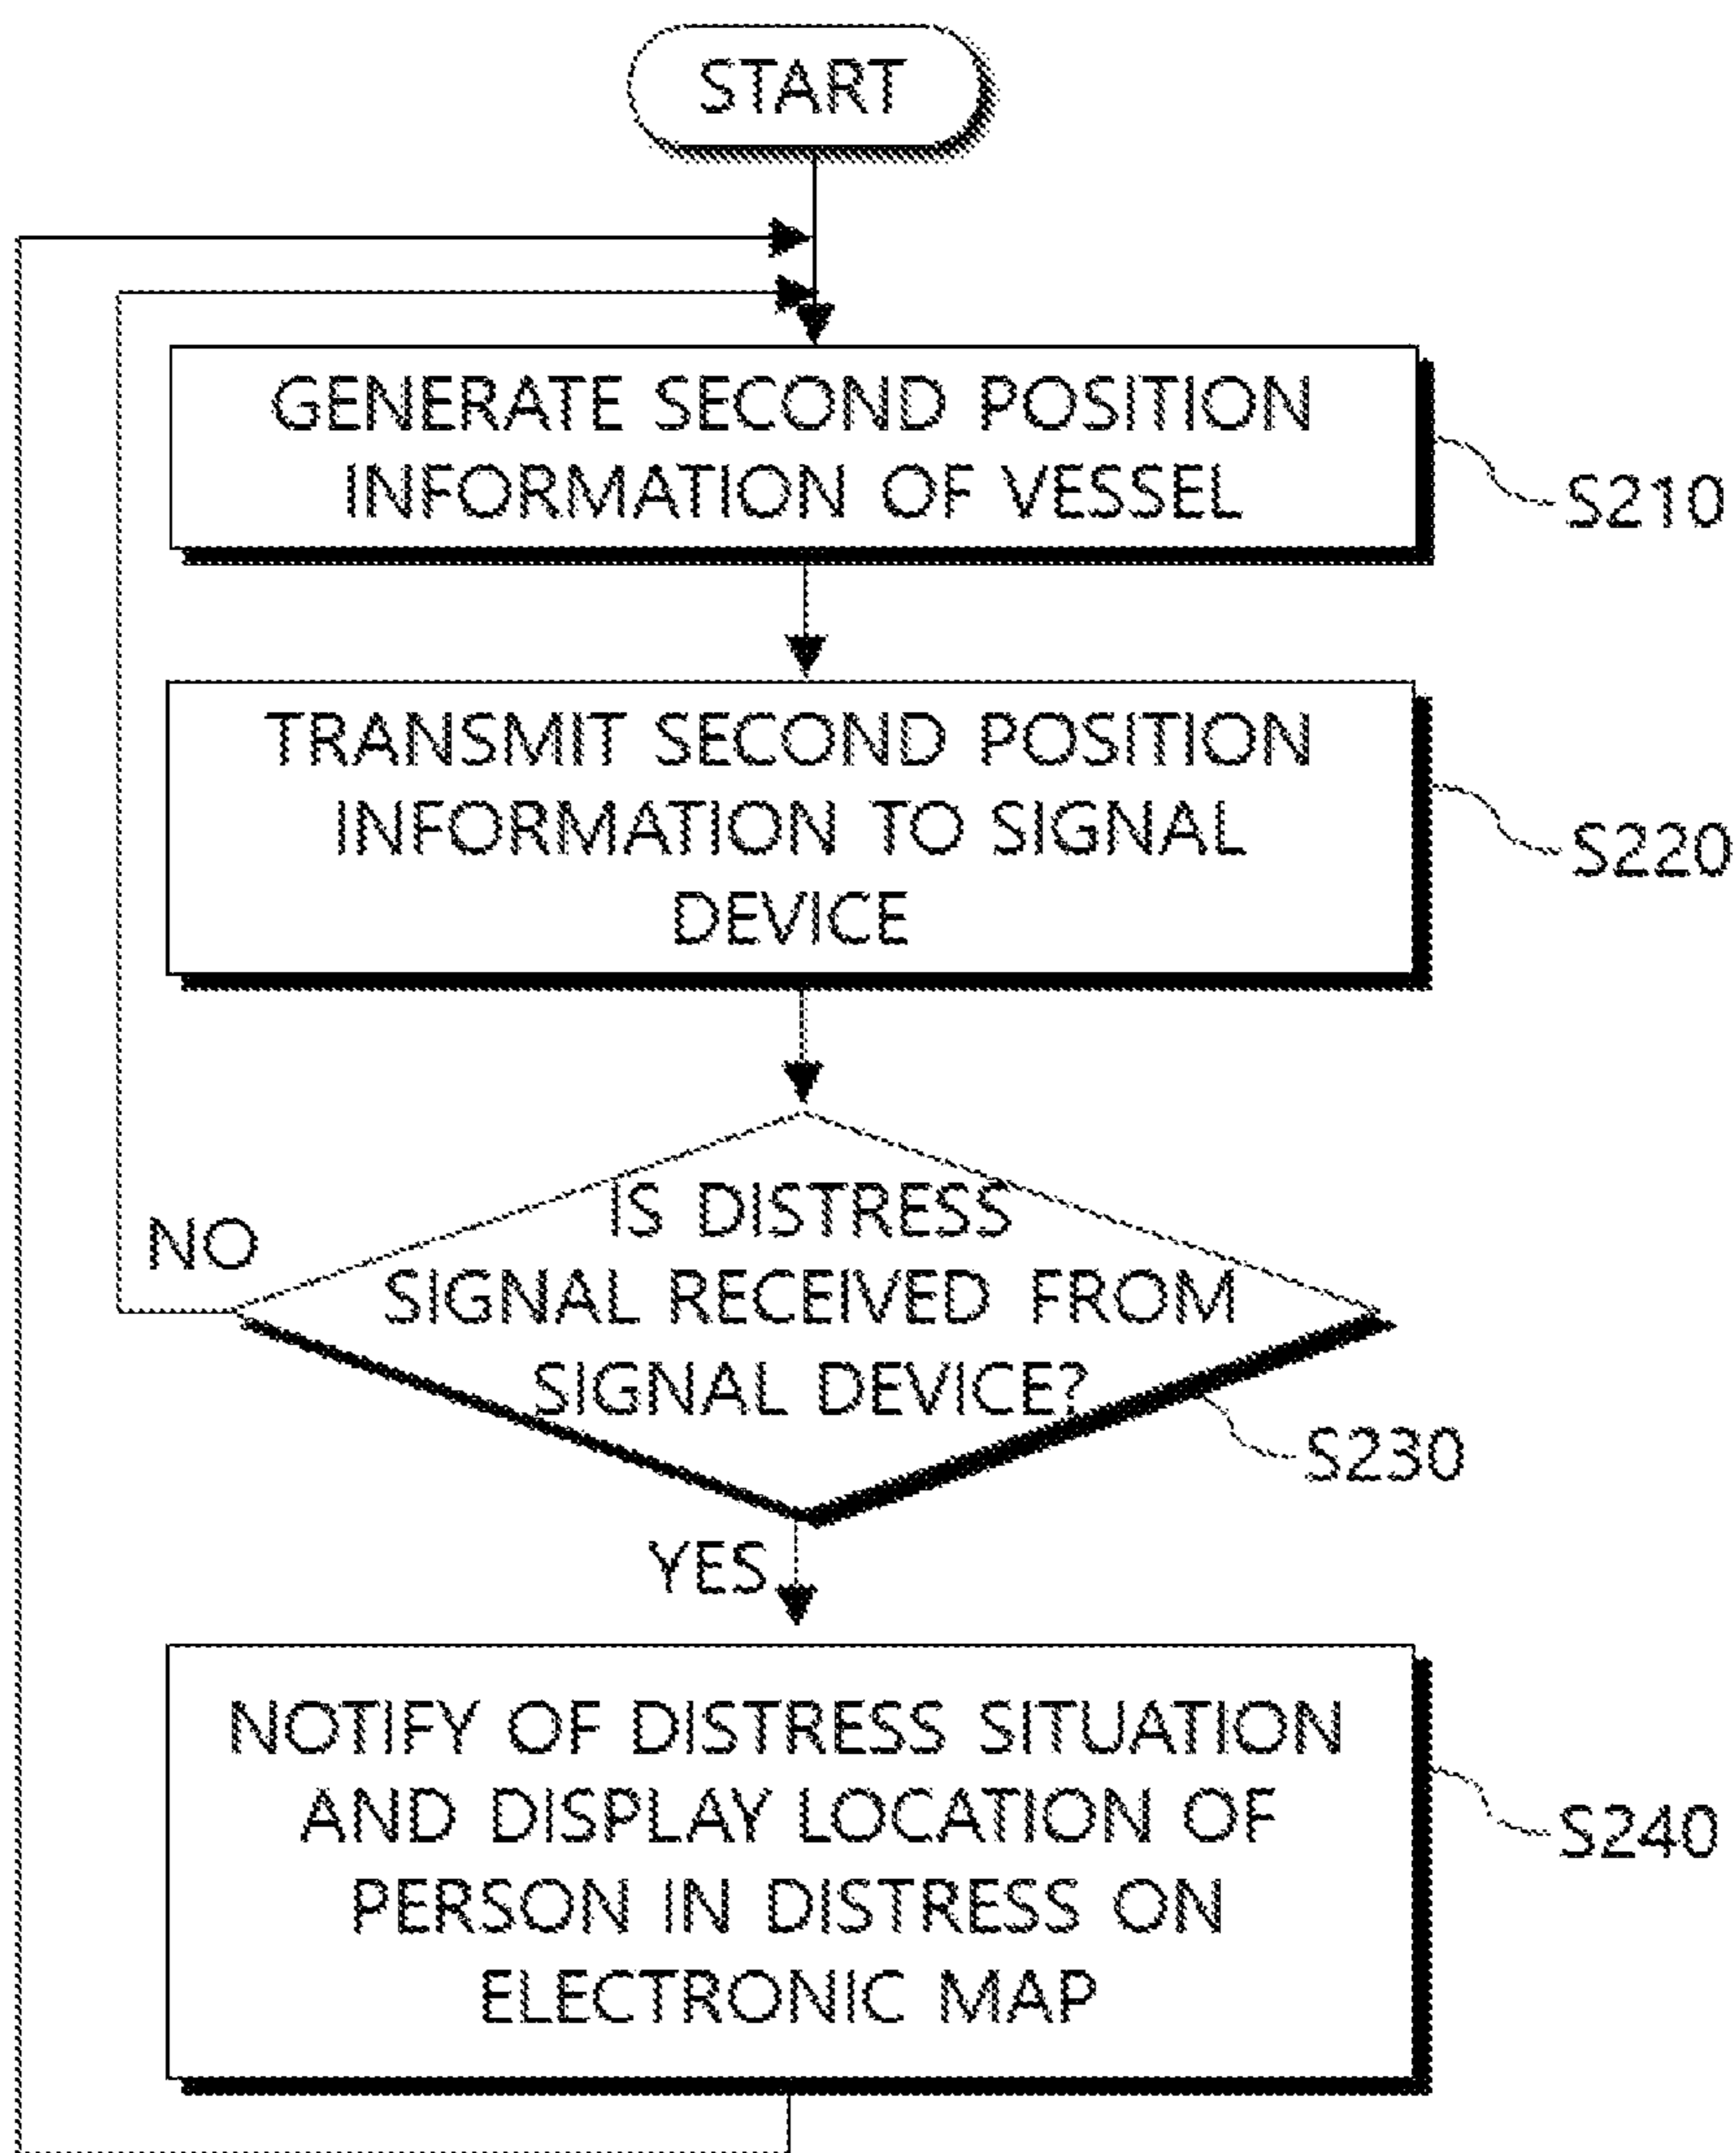 START
GENERATE SECOND POSITION
INFORMATION OF VESSEL
S210
TRANSMIT SECOND POSITION
INFORMATION TO SIGNAL
DEVICE
S220
IS DISTRESS
SIGNAL RECEIVED FROM
SIGNAL DEVICE?
NO
S230
YES
NOTIFY OF DISTRESS SITUATION
AND DISPLAY LOCATION OF
PERSON IN DISTRESS ON
ELECTRONIC MAP
S240